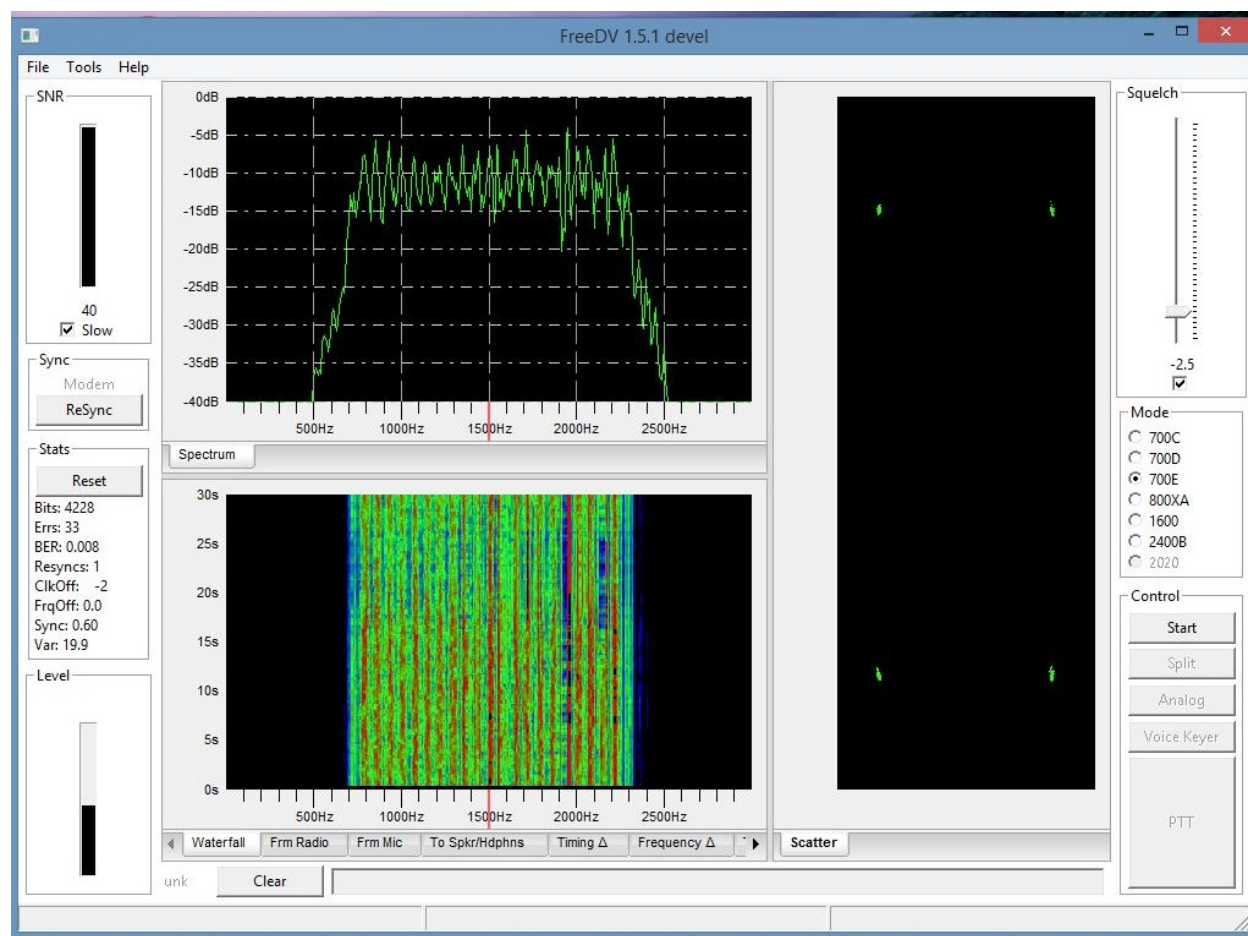 FreeDV 1.5.1 devel
File Tools Help
SNR
40
Slow
Sync
Modem
ReSync
Stats
Reset
Bits: 4228
Errs: 33
BER: 0.008
Resyncs: 1
ClkOff: -2
FrqOff: 0.0
Sync: 0.60
Var: 19.9
Level
0dB
-5dB
-10dB
-15dB
-20dB
-25dB
-30dB
-35dB
-40dB
500Hz 1000Hz 1500Hz 2000Hz 2500Hz
Spectrum
30s
25s
20s
15s
10s
5s
0s
500Hz 1000Hz 1500Hz 2000Hz 2500Hz
Waterfall Frm Radio Frm Mic To Spkr/Hdphns Timing Δ Frequency Δ
unk Clear
Scatter
Squelch
-2.5
Mode
700C
700D
700E
800XA
1600
2400B
2020
Control
Start
Split
Analog
Voice Keyer
PTT